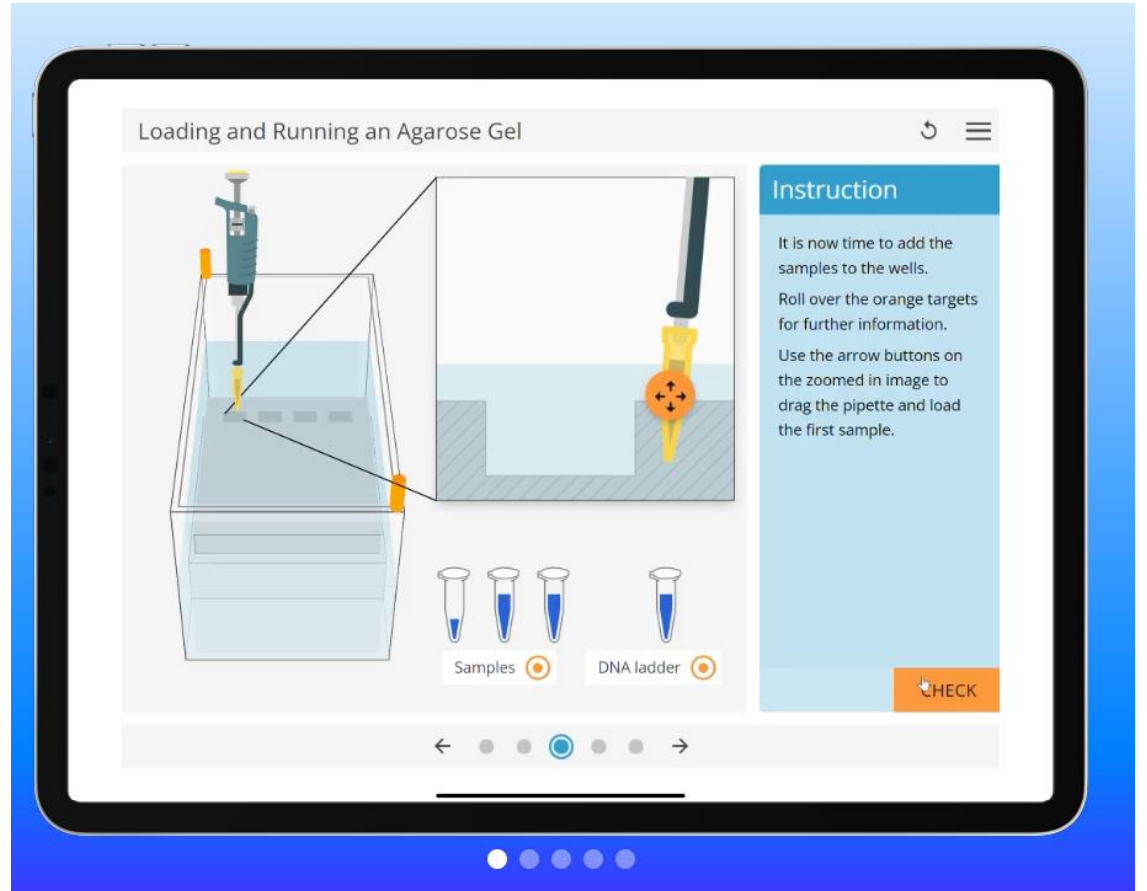 Loading and Running an Agarose Gel
Instruction
It is now time to add the
samples to the wells.
Roll over the orange targets
for further information.
Use the arrow buttons on
the zoomed in image to
drag the pipette and load
the first sample.
Samples
DNA ladder
CHECK